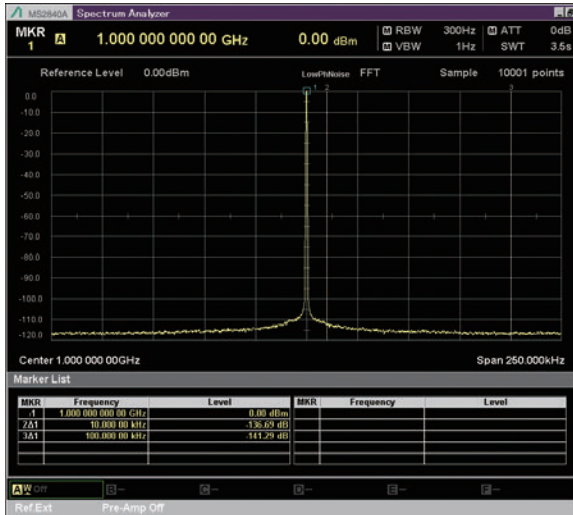 MS2840A Spectrum Analyzer
MKR 1 A 1.000 000 000 00 GHz 0.00 dBm
M RBW 300Hz M ATT 0dB
M VBW 1Hz SWT 3.5s
Reference Level 0.00dBm LowPhNoise FFT Sample 10001 points
1 2 3
0.0
-10.0
-20.0
-30.0
-40.0
-50.0
-60.0
-70.0
-80.0
-90.0
-100.0
-110.0
-120.0
Center 1.000 000 00GHz Span 250.000kHz
Marker List
MKR Frequency Level MKR Frequency Level
1 1.000 000 000 00 GHz 0.00 dBm
2Δ1 10.000 00 kHz -136.69 dB
3Δ1 100.000 00 kHz -141.29 dB
A W Off B -- C -- D -- E -- F --
Ref.Ext Pre-Amp Off